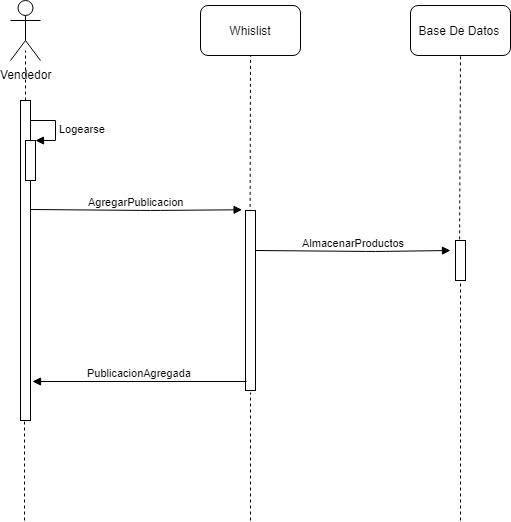 Whislist
Base De Datos
Vendedor
Logearse
AgregarPublicacion
AlmacenarProductos
PublicacionAgregada